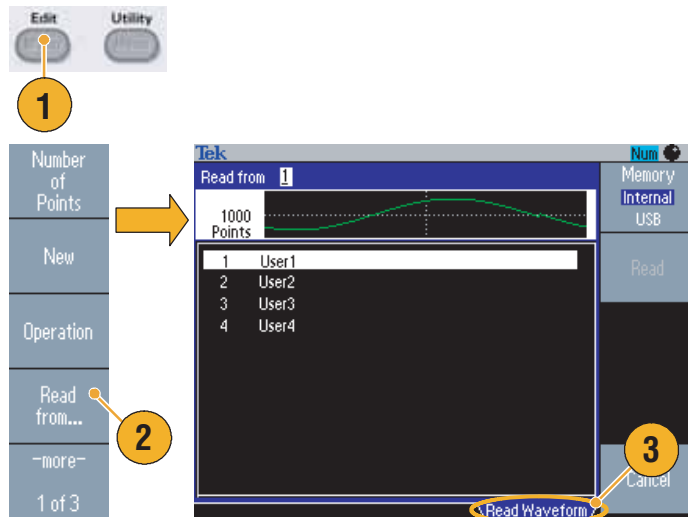 Edit Utility
1
Number
of
Points
New
Operation
Read
from...
2
-more-
1 of 3
Tek Num
Read from 1
1000
Points
1 User1
2 User2
3 User3
4 User4
Memory
Internal
USB
Read
3
Cancel
Read Waveform